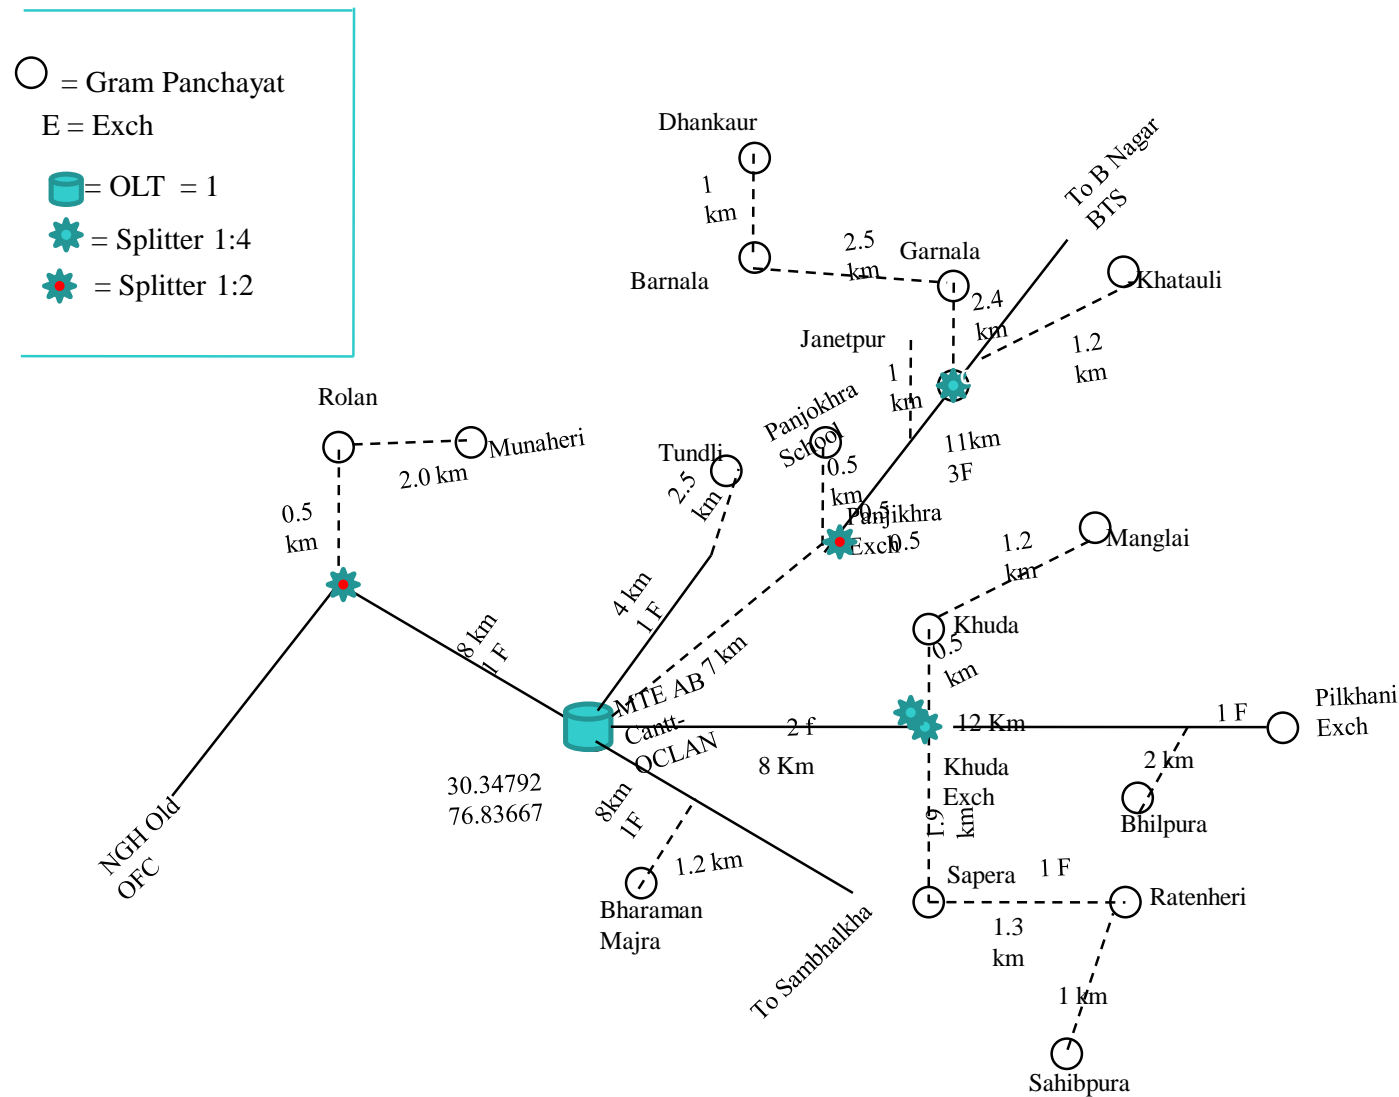 = Gram Panchayat
E = Exch
= OLT = 1
= Splitter 1:4
= Splitter 1:2
Dhankaur
1
km
Barnala
2.5
km
Garnala
2.4
km
To B Nagar
BTS
Khatauli
1.2
km
Janetpur
1
km
Rolan
Munaheri
2.0 km
0.5
km
Tundli
2.5
km
Panjokhra
School
0.5
km
0.5
Panjikhra
Exch
0.5
11km
3F
1.2
km
Manglai
4 km
1 F
8 km
1 F
7 km
Khuda
0.5
km
MTE AB
Cantt-
OCLAN
2 f
8 Km
12 Km
1 F
Pilkhani
Exch
2 km
Bhilpura
Khuda
Exch
1.9
km
30.34792
76.83667
8km
1F
1.2 km
Bharaman
Majra
NGH Old
OFC
To Sambhalkha
Sapera
1 F
Ratenheri
1.3
km
1 km
Sahibpura